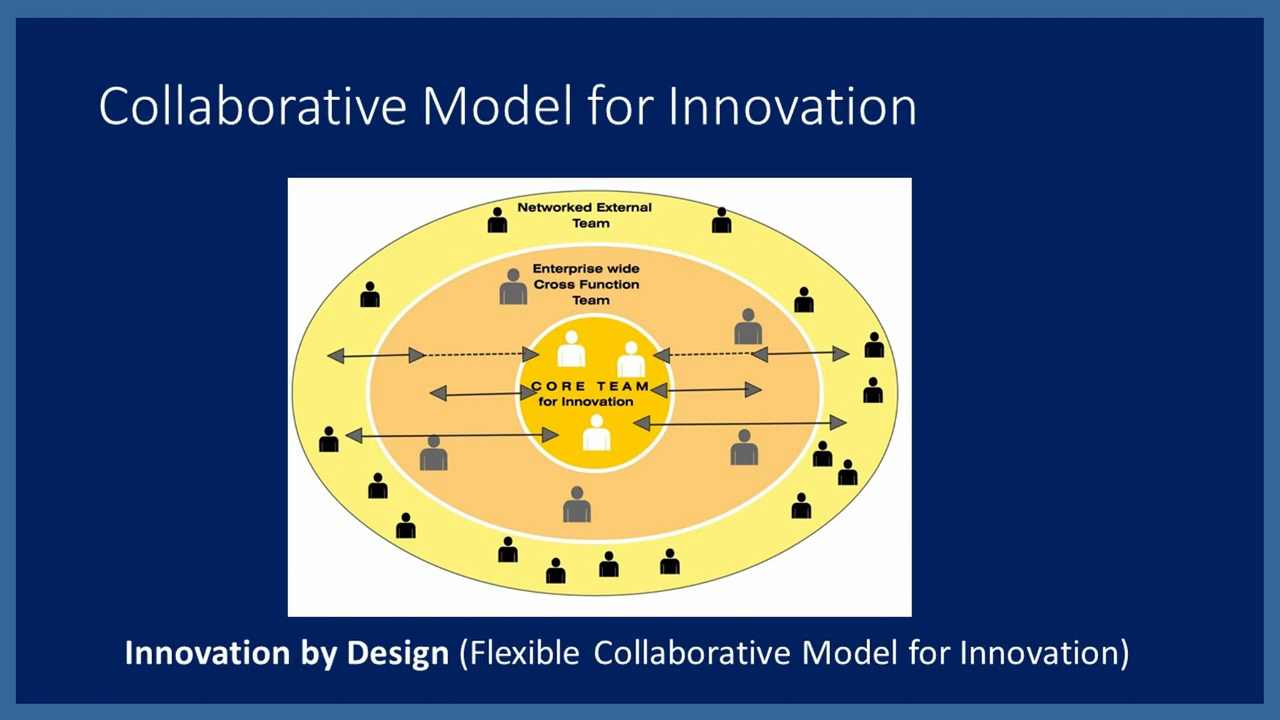 Collaborative Model for Innovation
Networked External
Team
Enterprise wide
Cross Function
Team
CORE TEAM
for Innovation
Innovation by Design (Flexible Collaborative Model for Innovation)